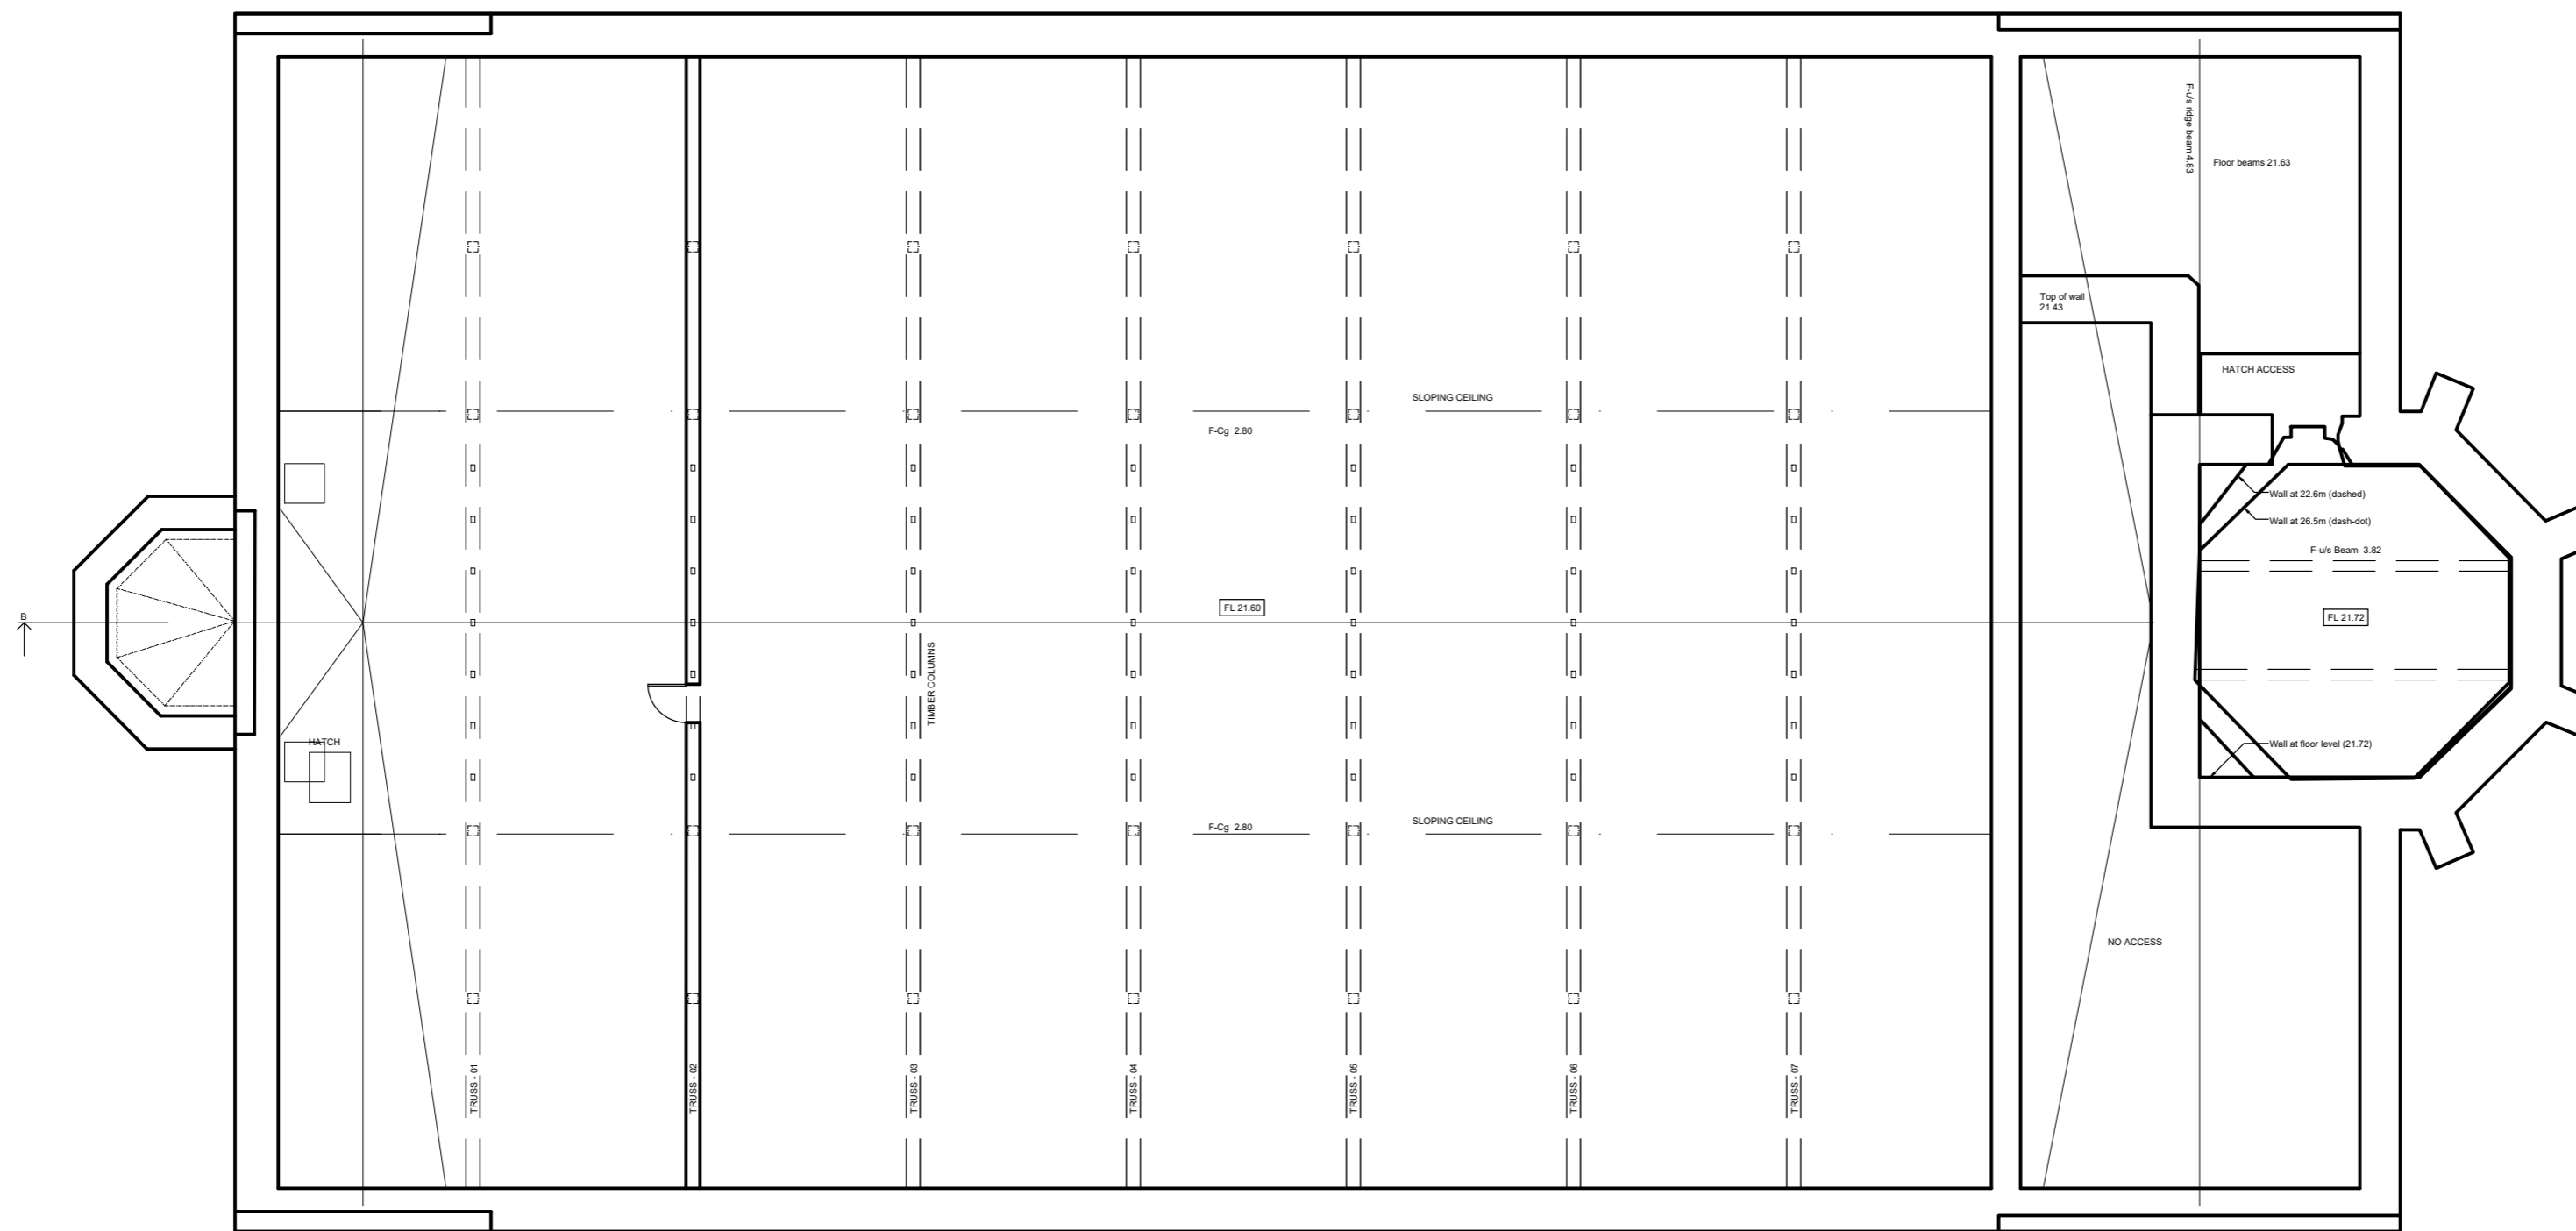 F-u/s ridge beam 4.83
Floor beams 21.63
Top of wall
21.43
HATCH ACCESS
SLOPING CEILING
F-Cg 2.80
Wall at 22.6m (dashed)
Wall at 26.5m (dash-dot)
F-u/s Beam 3.82
FL 21.60
FL 21.72
B
TIMBER COLUMNS
HATCH
Wall at floor level (21.72)
SLOPING CEILING
F-Cg 2.80
NO ACCESS
TRUSS - 01
TRUSS - 02
TRUSS - 03
TRUSS - 04
TRUSS - 05
TRUSS - 06
TRUSS - 07